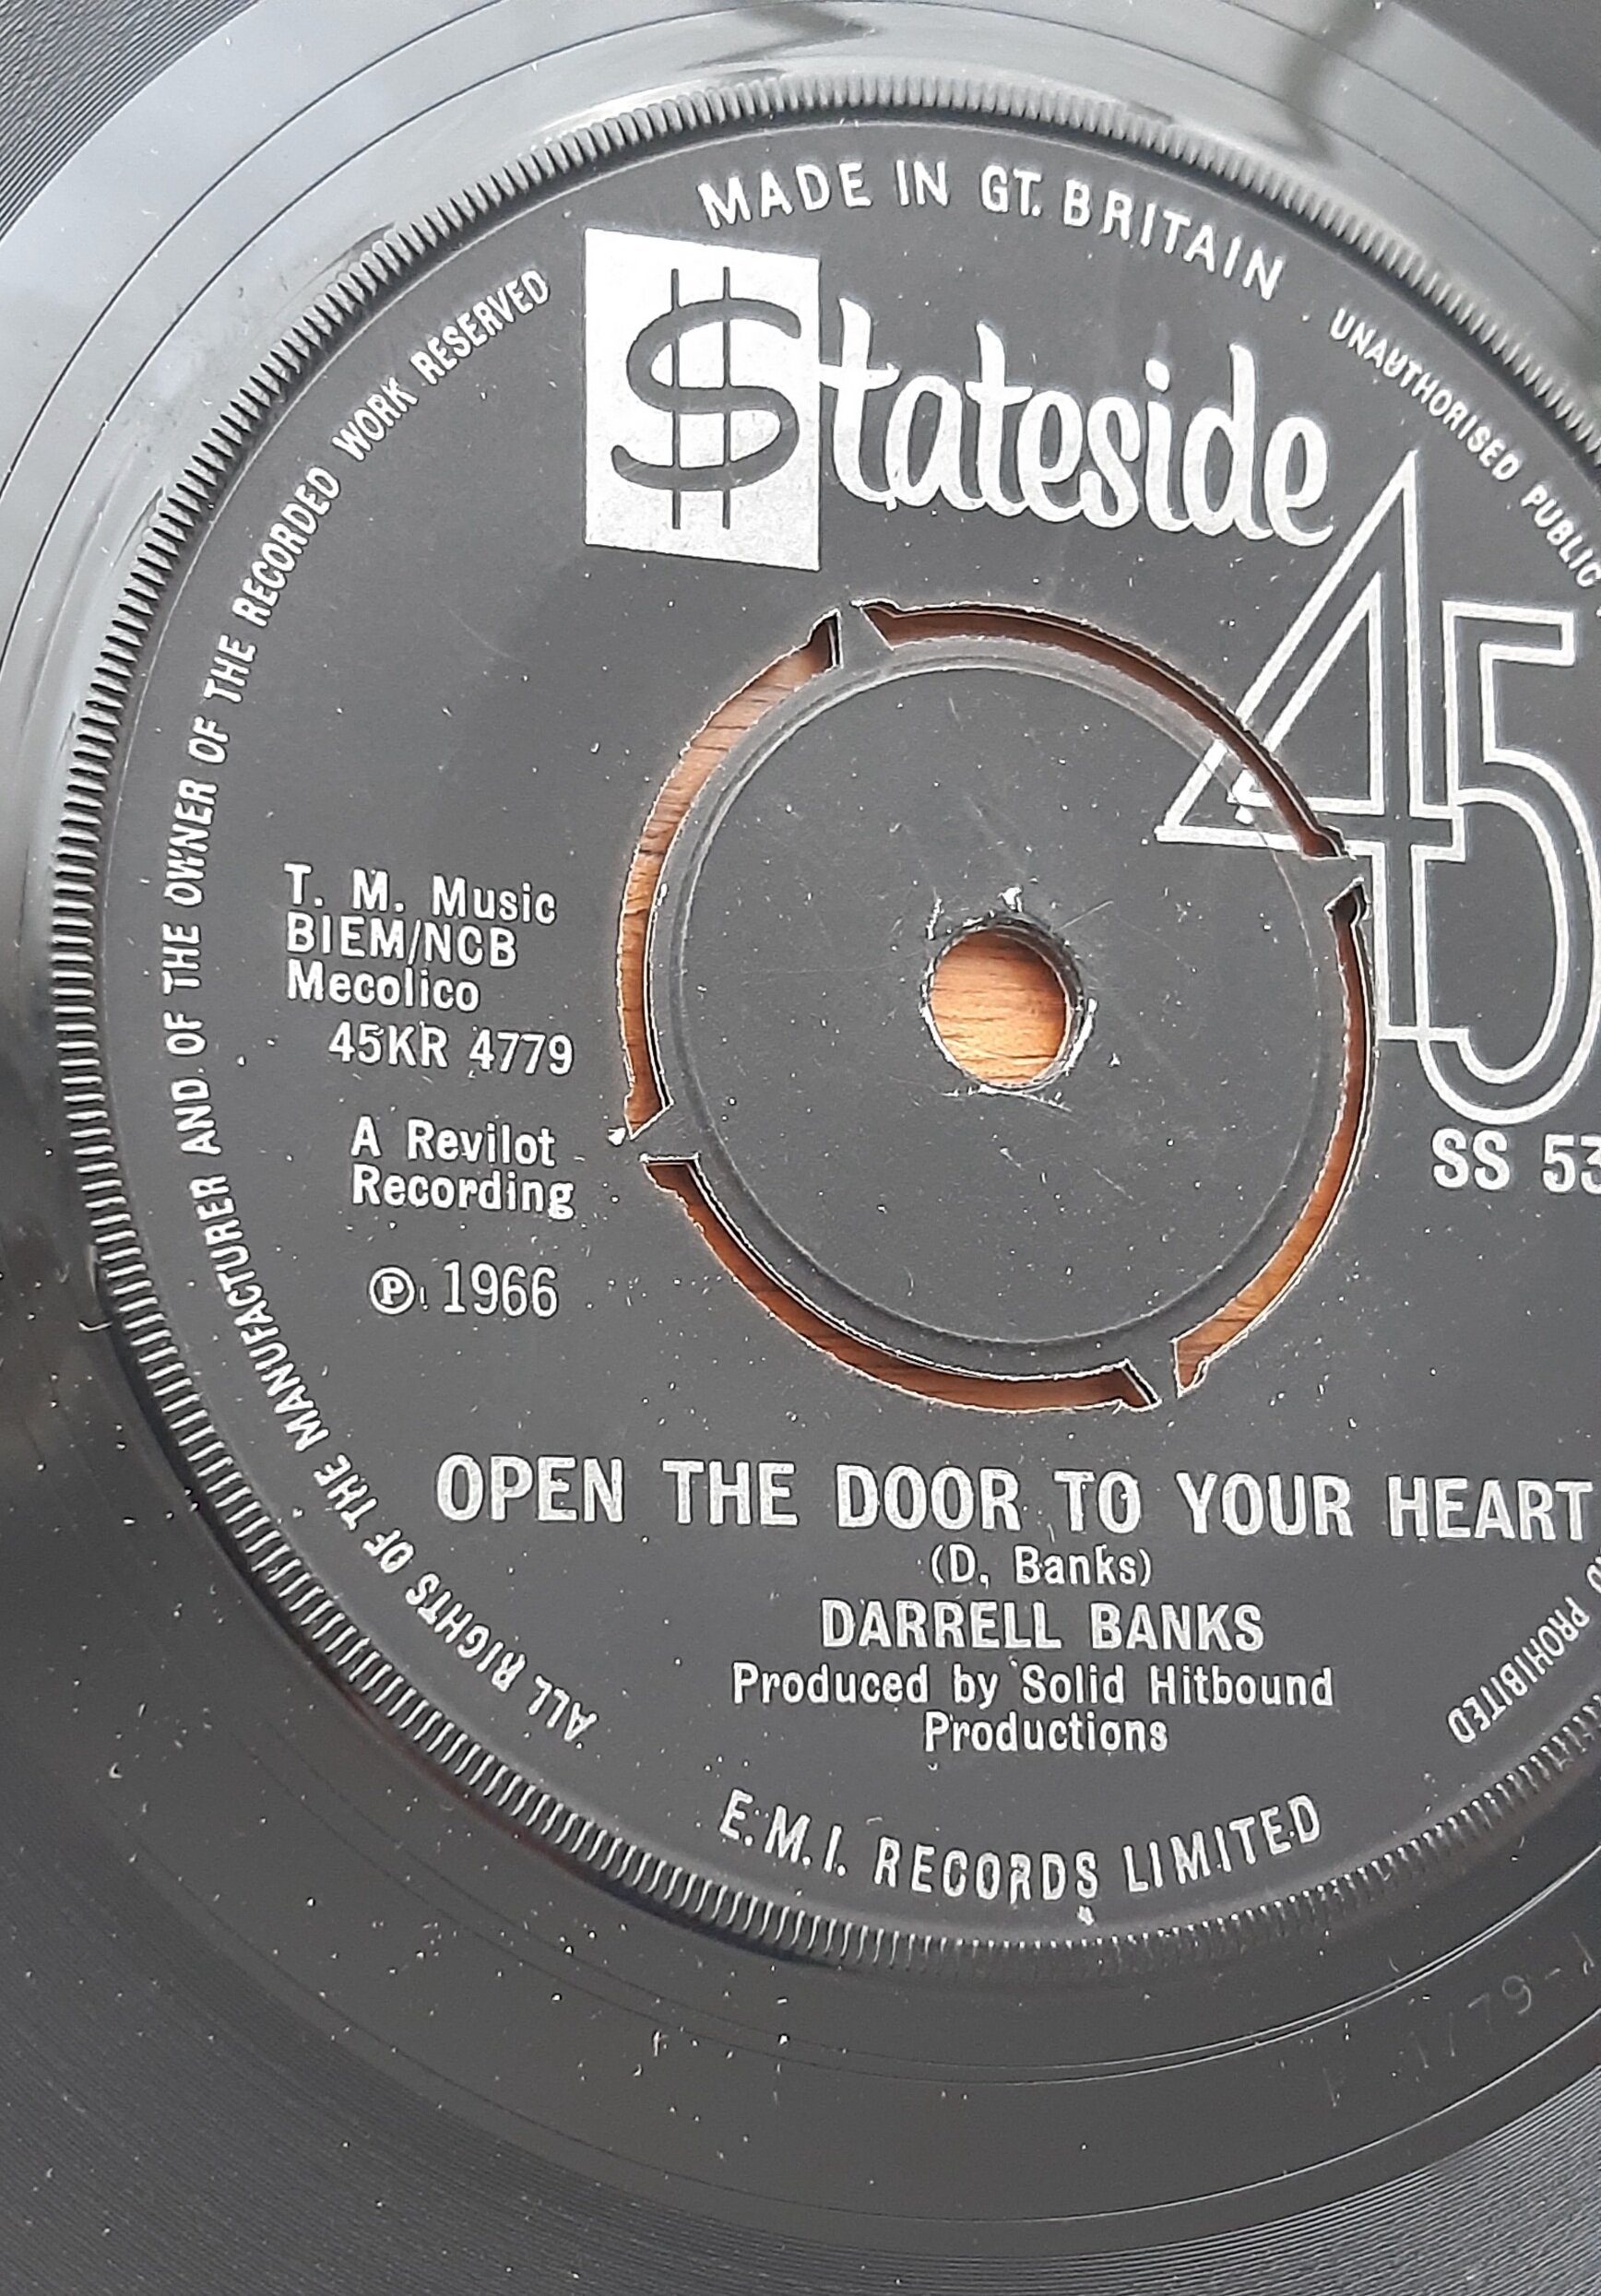 MADE IN GT. BRITAIN
UNAUTHORISED PUBLIC
PROHIBITED
ALL RIGHTS OF THE MANUFACTURER AND OF THE OWNER OF THE RECORDED WORK RESERVED
$tateside
45
T. M. Music
BIEM/NCB
Mecolico
45KR 4779
SS 53
A Revilot
Recording
Ⓟ 1966
OPEN THE DOOR TO YOUR HEART
(D. Banks)
DARRELL BANKS
Produced by Solid Hitbound
Productions
E.M.I. RECORDS LIMITED